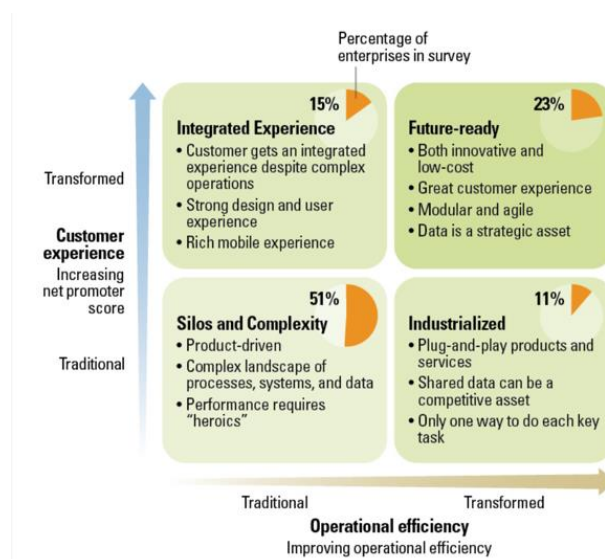 Percentage of
enterprises in survey
15%
Integrated Experience
• Customer gets an integrated
experience despite complex
operations
• Strong design and user
experience
• Rich mobile experience
23%
Future-ready
• Both innovative and
low-cost
• Great customer experience
• Modular and agile
• Data is a strategic asset
Transformed
Customer
experience
Increasing
net promoter
score
Traditional
51%
Silos and Complexity
• Product-driven
• Complex landscape of
processes, systems, and data
• Performance requires
“heroics”
11%
Industrialized
• Plug-and-play products and
services
• Shared data can be a
competitive asset
• Only one way to do each key
task
Traditional
Transformed
Operational efficiency
Improving operational efficiency